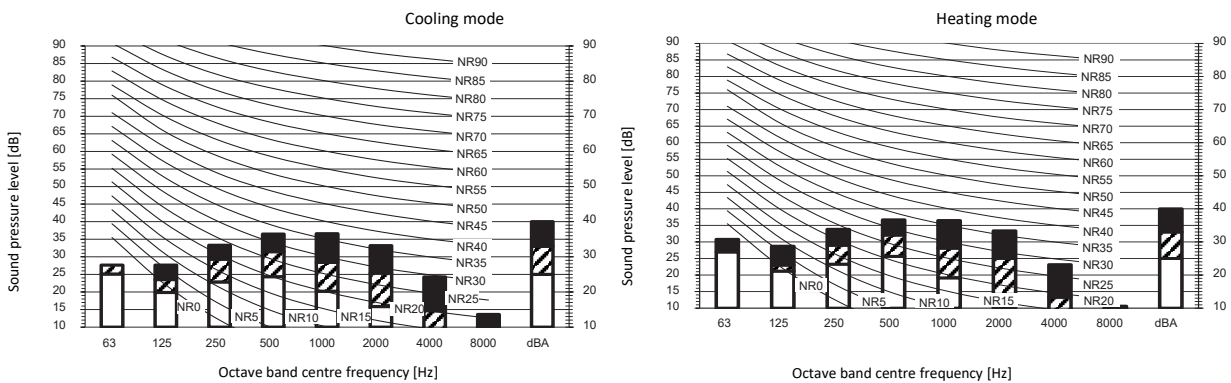 Cooling mode
Sound pressure level [dB]
90
85
80
75
70
65
60
55
50
45
40
35
30
25
20
15
10
NR90
NR85
NR80
NR75
NR70
NR65
NR60
NR55
NR50
NR45
NR40
NR35
NR30
NR25
NR20
NR15
NR10
NR5
NR0
90
80
70
60
50
40
30
20
10
63 125 250 500 1000 2000 4000 8000 dBA
Octave band centre frequency [Hz]
Heating mode
Sound pressure level [dB]
90
85
80
75
70
65
60
55
50
45
40
35
30
25
20
15
10
NR90
NR85
NR80
NR75
NR70
NR65
NR60
NR55
NR50
NR45
NR40
NR35
NR30
NR25
NR20
NR15
NR10
NR5
NR0
90
80
70
60
50
40
30
20
10
63 125 250 500 1000 2000 4000 8000 dBA
Octave band centre frequency [Hz]